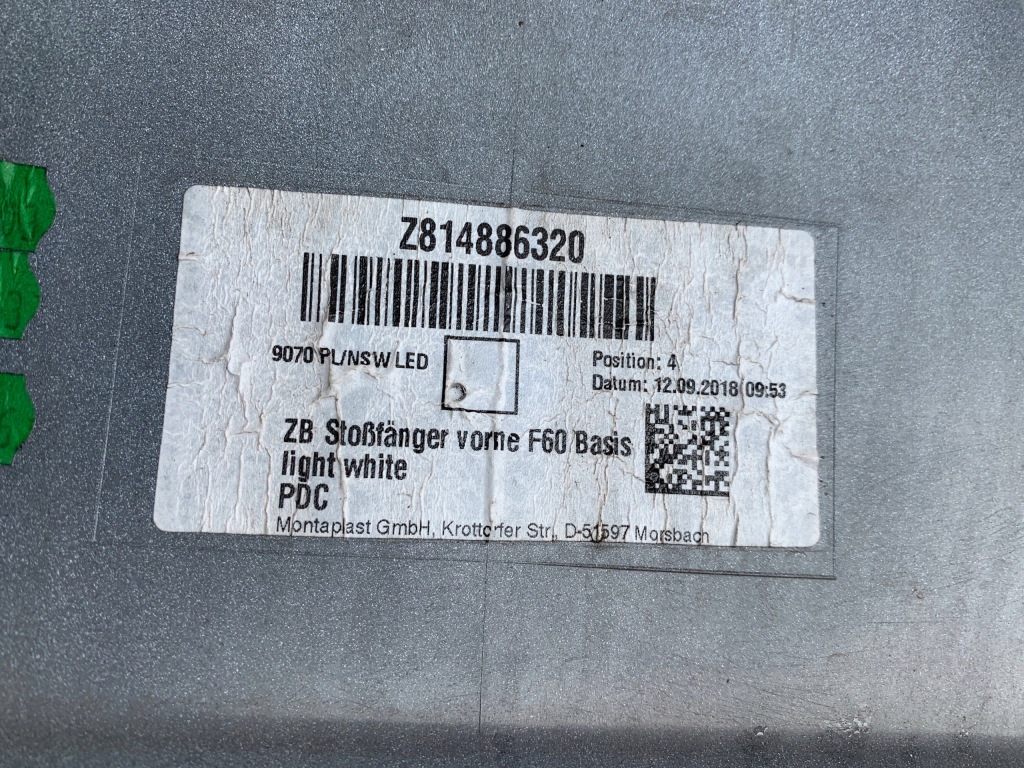 Z814886320
9070 PL/NSW LED
Position: 4
Datum: 12.09.2018 09:53
ZB Stoßfänger vorne F60 Basis
light white
PDC
Montaplast GmbH, Krottorfer Str., D-51597 Morsbach